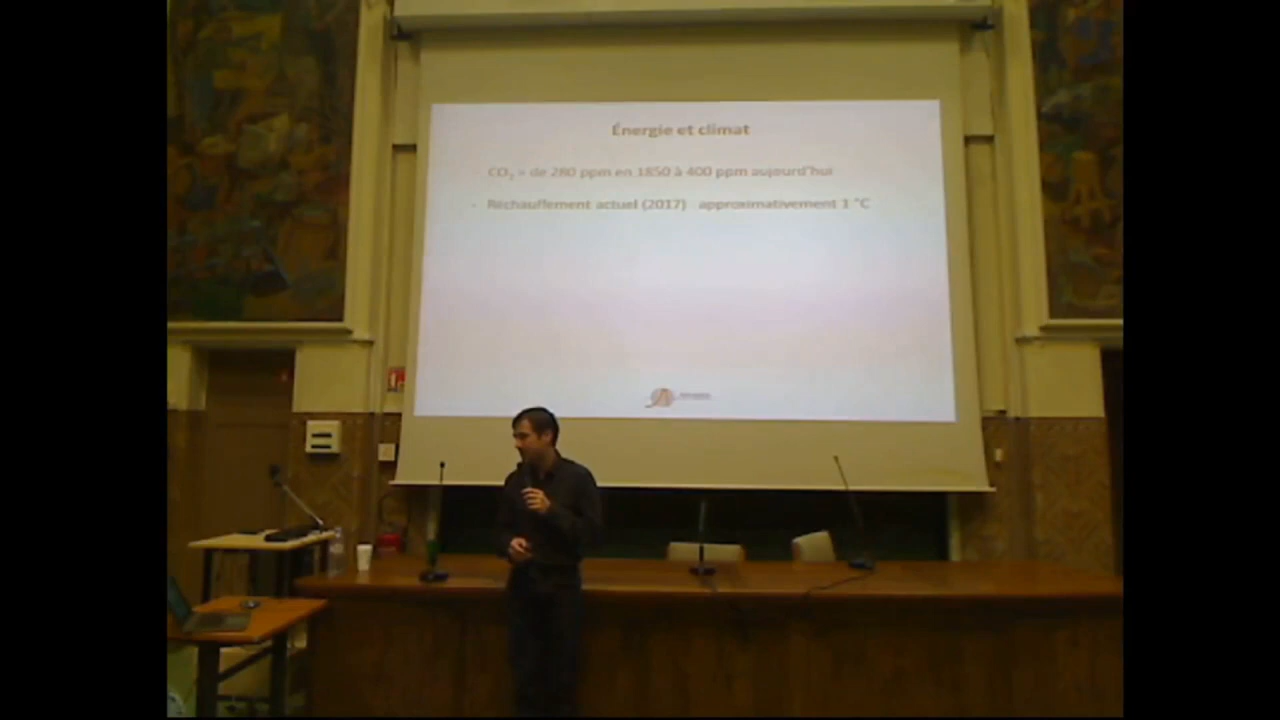 Énergie et climat
CO₂ = de 280 ppm en 1850 à 400 ppm aujourd'hui
- Réchauffement actuel (2017) approximativement 1 °C